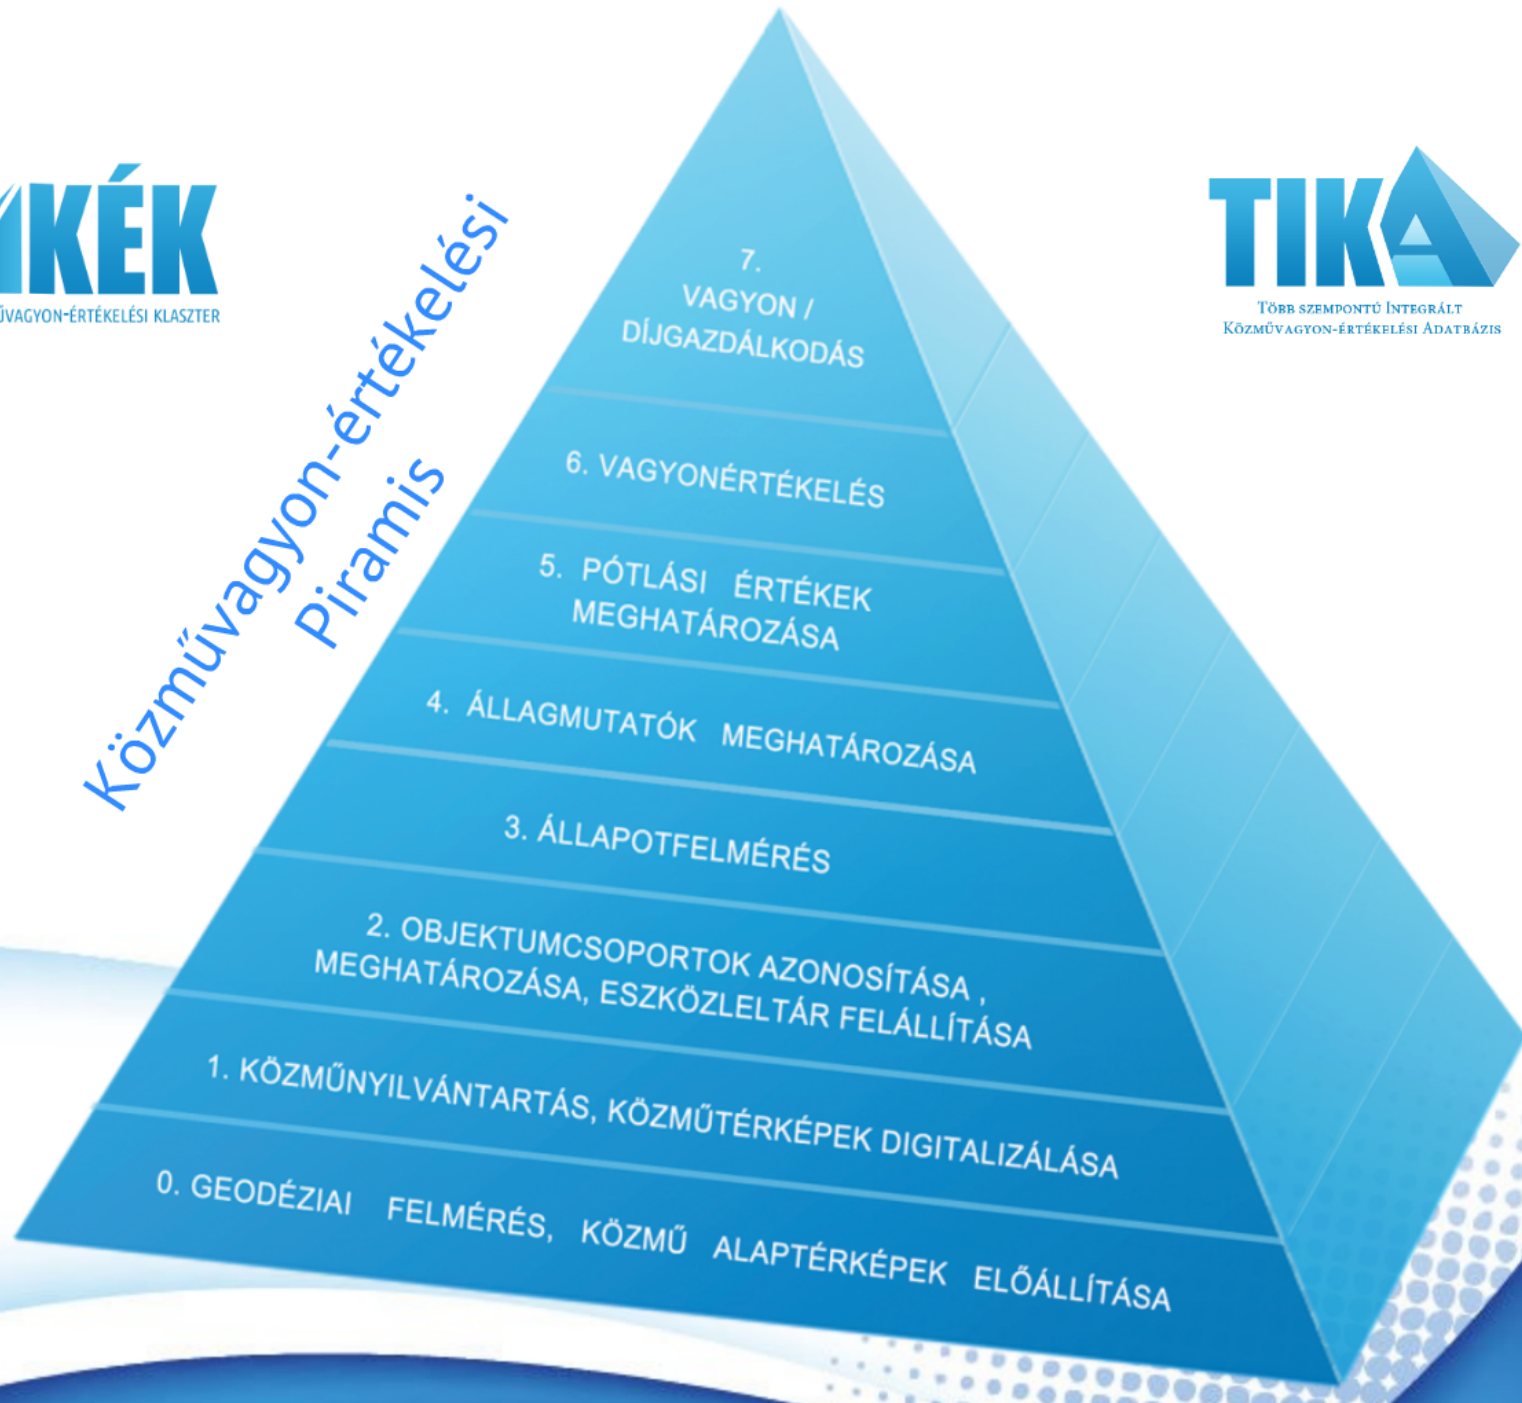 KÉK
ŰVAGYON-ÉRTÉKELÉSI KLASZTER
Közművagyon-értékelési
Piramis
TIKA
Több szempontú Integrált
Közművagyon-értékelési Adatbázis
7.
VAGYON /
DÍJGAZDÁLKODÁS
6. VAGYONÉRTÉKELÉS
5. PÓTLÁSI ÉRTÉKEK
MEGHATÁROZÁSA
4. ÁLLAGMUTATÓK MEGHATÁROZÁSA
3. ÁLLAPOTFELMÉRÉS
2. OBJEKTUMCSOPORTOK AZONOSÍTÁSA ,
MEGHATÁROZÁSA, ESZKÖZLELTÁR FELÁLLÍTÁSA
1. KÖZMŰNYILVÁNTARTÁS, KÖZMŰTÉRKÉPEK DIGITALIZÁLÁSA
0. GEODÉZIAI FELMÉRÉS, KÖZMŰ ALAPTÉRKÉPEK ELŐÁLLÍTÁSA